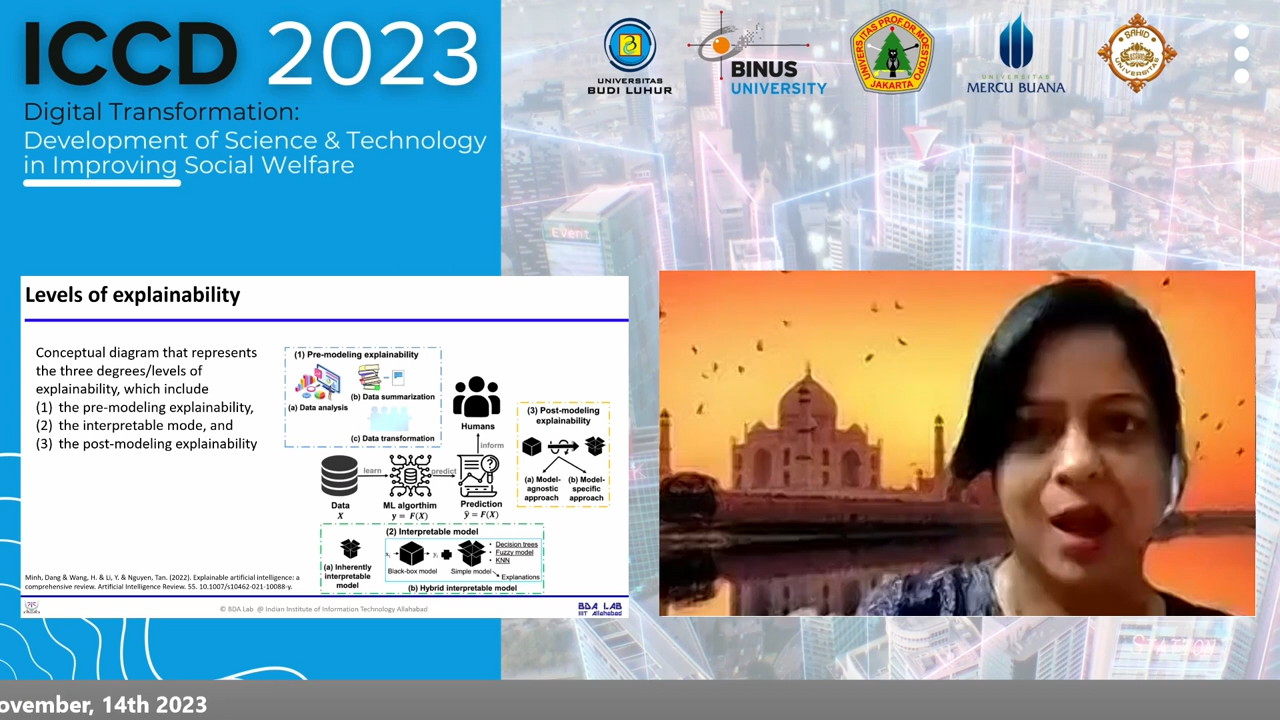 ICCD 2023
Digital Transformation:
Development of Science & Technology
in Improving Social Welfare
UNIVERSITAS
BUDI LUHUR
BINUS
UNIVERSITY
UNIVERSITAS PROF.DR.MOESTOPO
JAKARTA
UNIVERSITAS
MERCU BUANA
SAHID
UNIVERSITAS
Event
Levels of explainability
Conceptual diagram that represents
the three degrees/levels of
explainability, which include
(1) the pre-modeling explainability,
(2) the interpretable mode, and
(3) the post-modeling explainability
(1) Pre-modeling explainability
(a) Data analysis
(b) Data summarization
(c) Data transformation
Humans
inform
(3) Post-modeling
explainability
(a) Model-
agnostic
approach
(b) Model-
specific
approach
learn
predict
Data
X
ML algorthim
y = F(X)
Prediction
ŷ = F(X)
(2) Interpretable model
(a) Inherently
interpretable
model
Black-box model
Simple model
• Decision trees
• Fuzzy model
• KNN
Explanations
(b) Hybrid interpretable model
Minh, Dang & Wang, H. & Li, Y. & Nguyen, Tan. (2022). Explainable artificial intelligence: a
comprehensive review. Artificial Intelligence Review. 55. 10.1007/s10462-021-10088-y.
© BDA Lab @ Indian Institute of Information Technology Allahabad
BDA LAB
IIIT Allahabad
ovember, 14th 2023